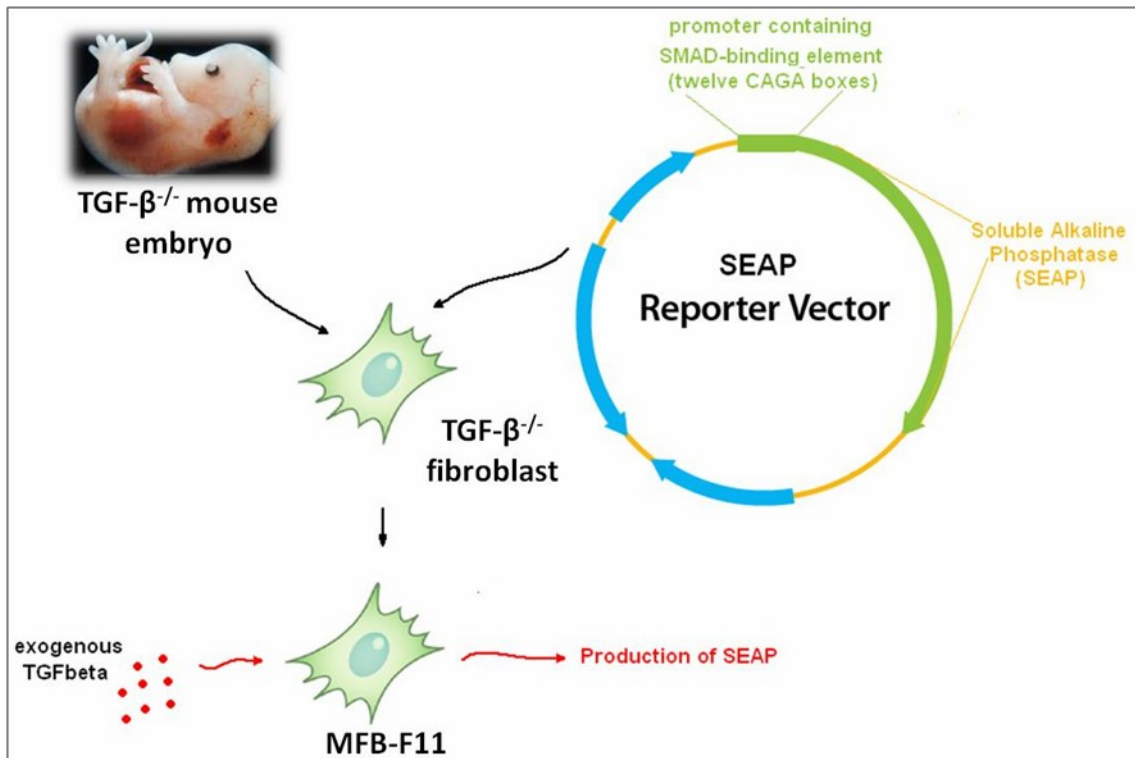 promoter containing
SMAD-binding element
(twelve CAGA boxes)
TGF-β-/- mouse
embryo
SEAP
Reporter Vector
Soluble Alkaline
Phosphatase
(SEAP)
TGF-β-/-
fibroblast
exogenous
TGFbeta
Production of SEAP
MFB-F11